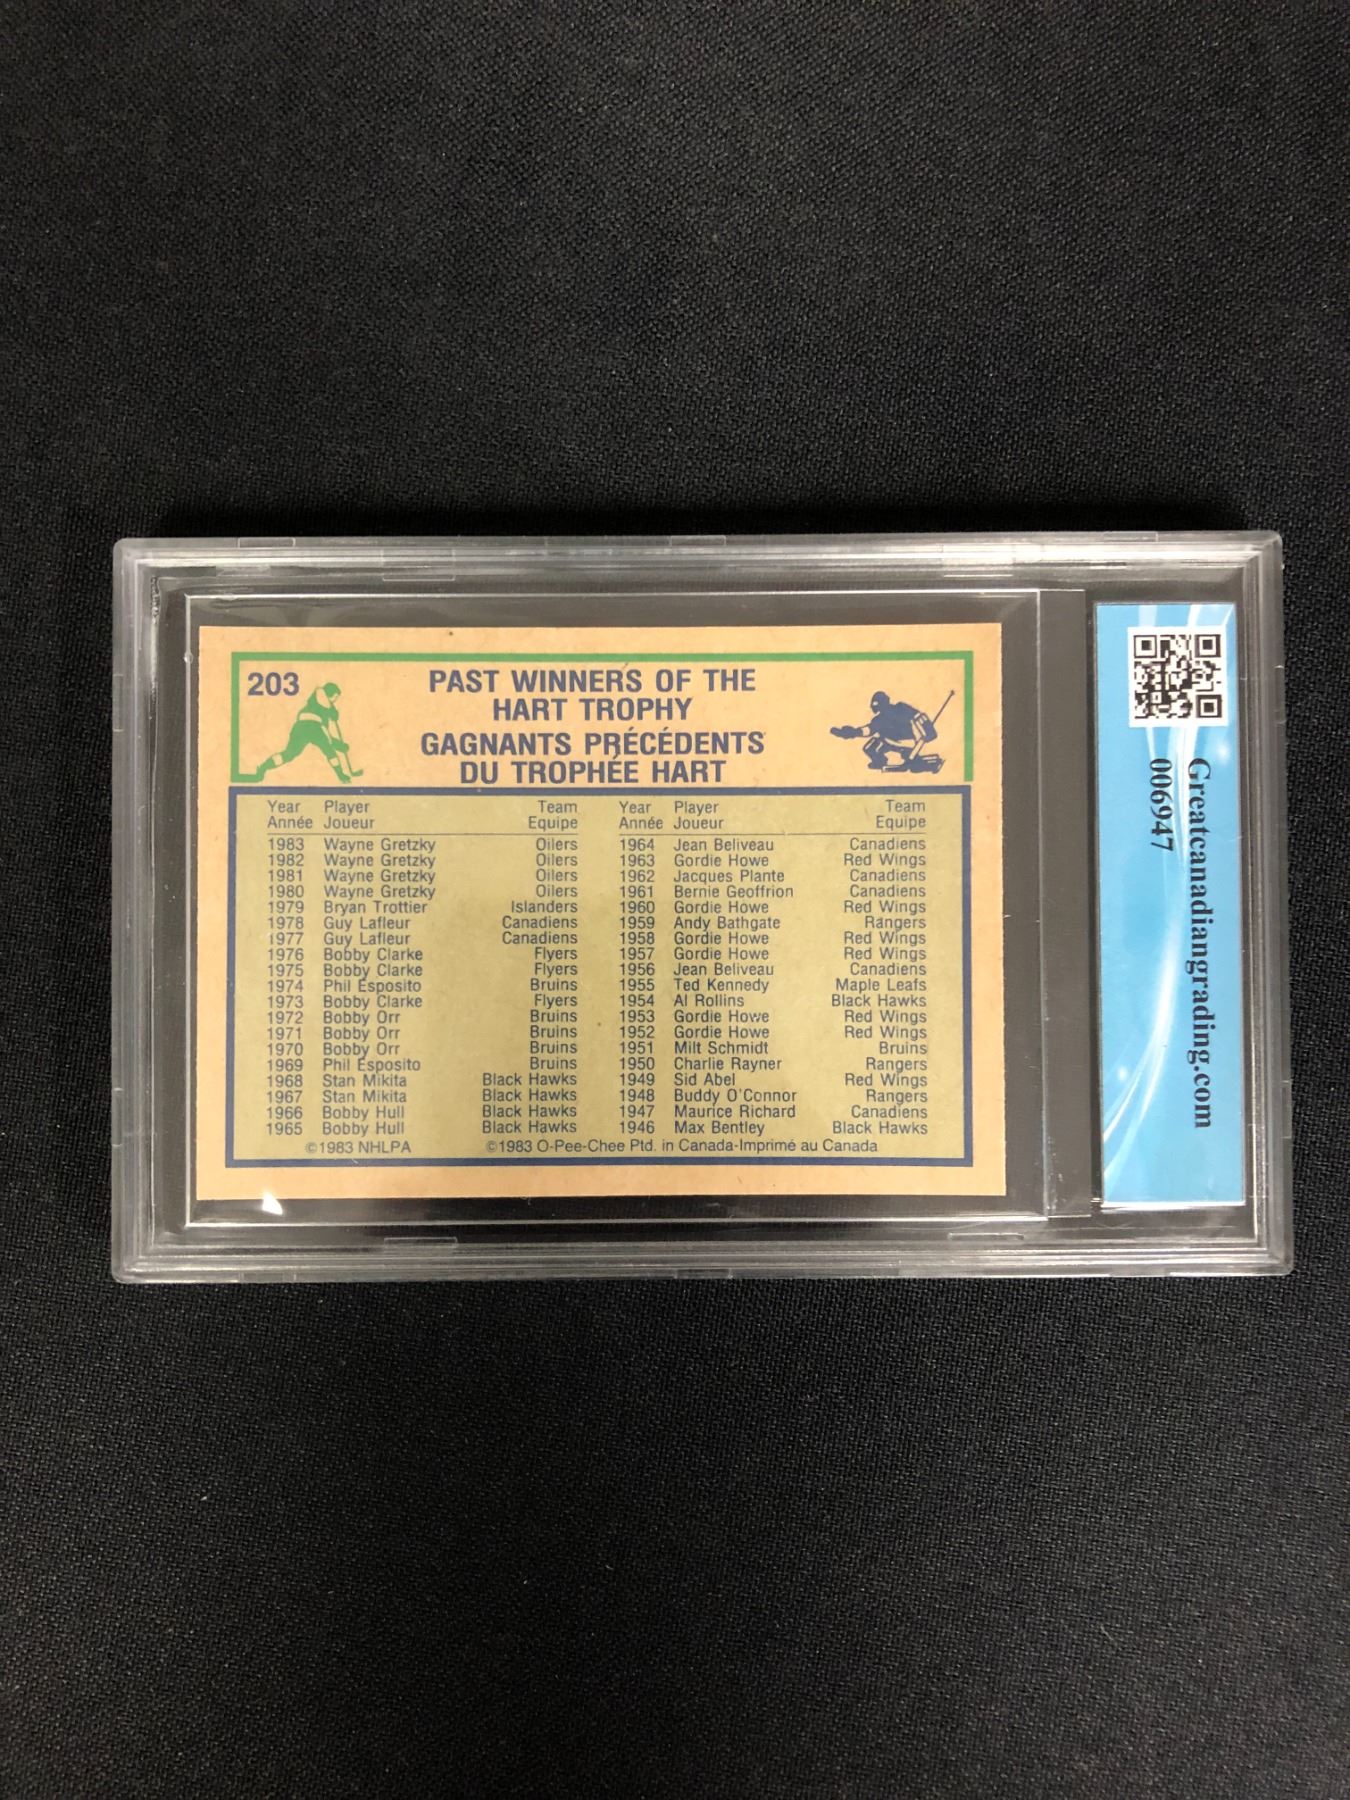 203
PAST WINNERS OF THE
HART TROPHY
GAGNANTS PRÉCÉDENTS
DU TROPHÉE HART
Year Player Team Year Player Team
Année Joueur Equipe Année Joueur Equipe
1983 Wayne Gretzky Oilers 1964 Jean Beliveau Canadiens
1982 Wayne Gretzky Oilers 1963 Gordie Howe Red Wings
1981 Wayne Gretzky Oilers 1962 Jacques Plante Canadiens
1980 Wayne Gretzky Oilers 1961 Bernie Geoffrion Canadiens
1979 Bryan Trottier Islanders 1960 Gordie Howe Red Wings
1978 Guy Lafleur Canadiens 1959 Andy Bathgate Rangers
1977 Guy Lafleur Canadiens 1958 Gordie Howe Red Wings
1976 Bobby Clarke Flyers 1957 Gordie Howe Red Wings
1975 Bobby Clarke Flyers 1956 Jean Beliveau Canadiens
1974 Phil Esposito Bruins 1955 Ted Kennedy Maple Leafs
1973 Bobby Clarke Flyers 1954 Al Rollins Black Hawks
1972 Bobby Orr Bruins 1953 Gordie Howe Red Wings
1971 Bobby Orr Bruins 1952 Gordie Howe Red Wings
1970 Bobby Orr Bruins 1951 Milt Schmidt Bruins
1969 Phil Esposito Bruins 1950 Charlie Rayner Rangers
1968 Stan Mikita Black Hawks 1949 Sid Abel Red Wings
1967 Stan Mikita Black Hawks 1948 Buddy O'Connor Rangers
1966 Bobby Hull Black Hawks 1947 Maurice Richard Canadiens
1965 Bobby Hull Black Hawks 1946 Max Bentley Black Hawks
©1983 NHLPA ©1983 O-Pee-Chee Ptd. in Canada-Imprimé au Canada
Greatcanadiangrading.com
006947